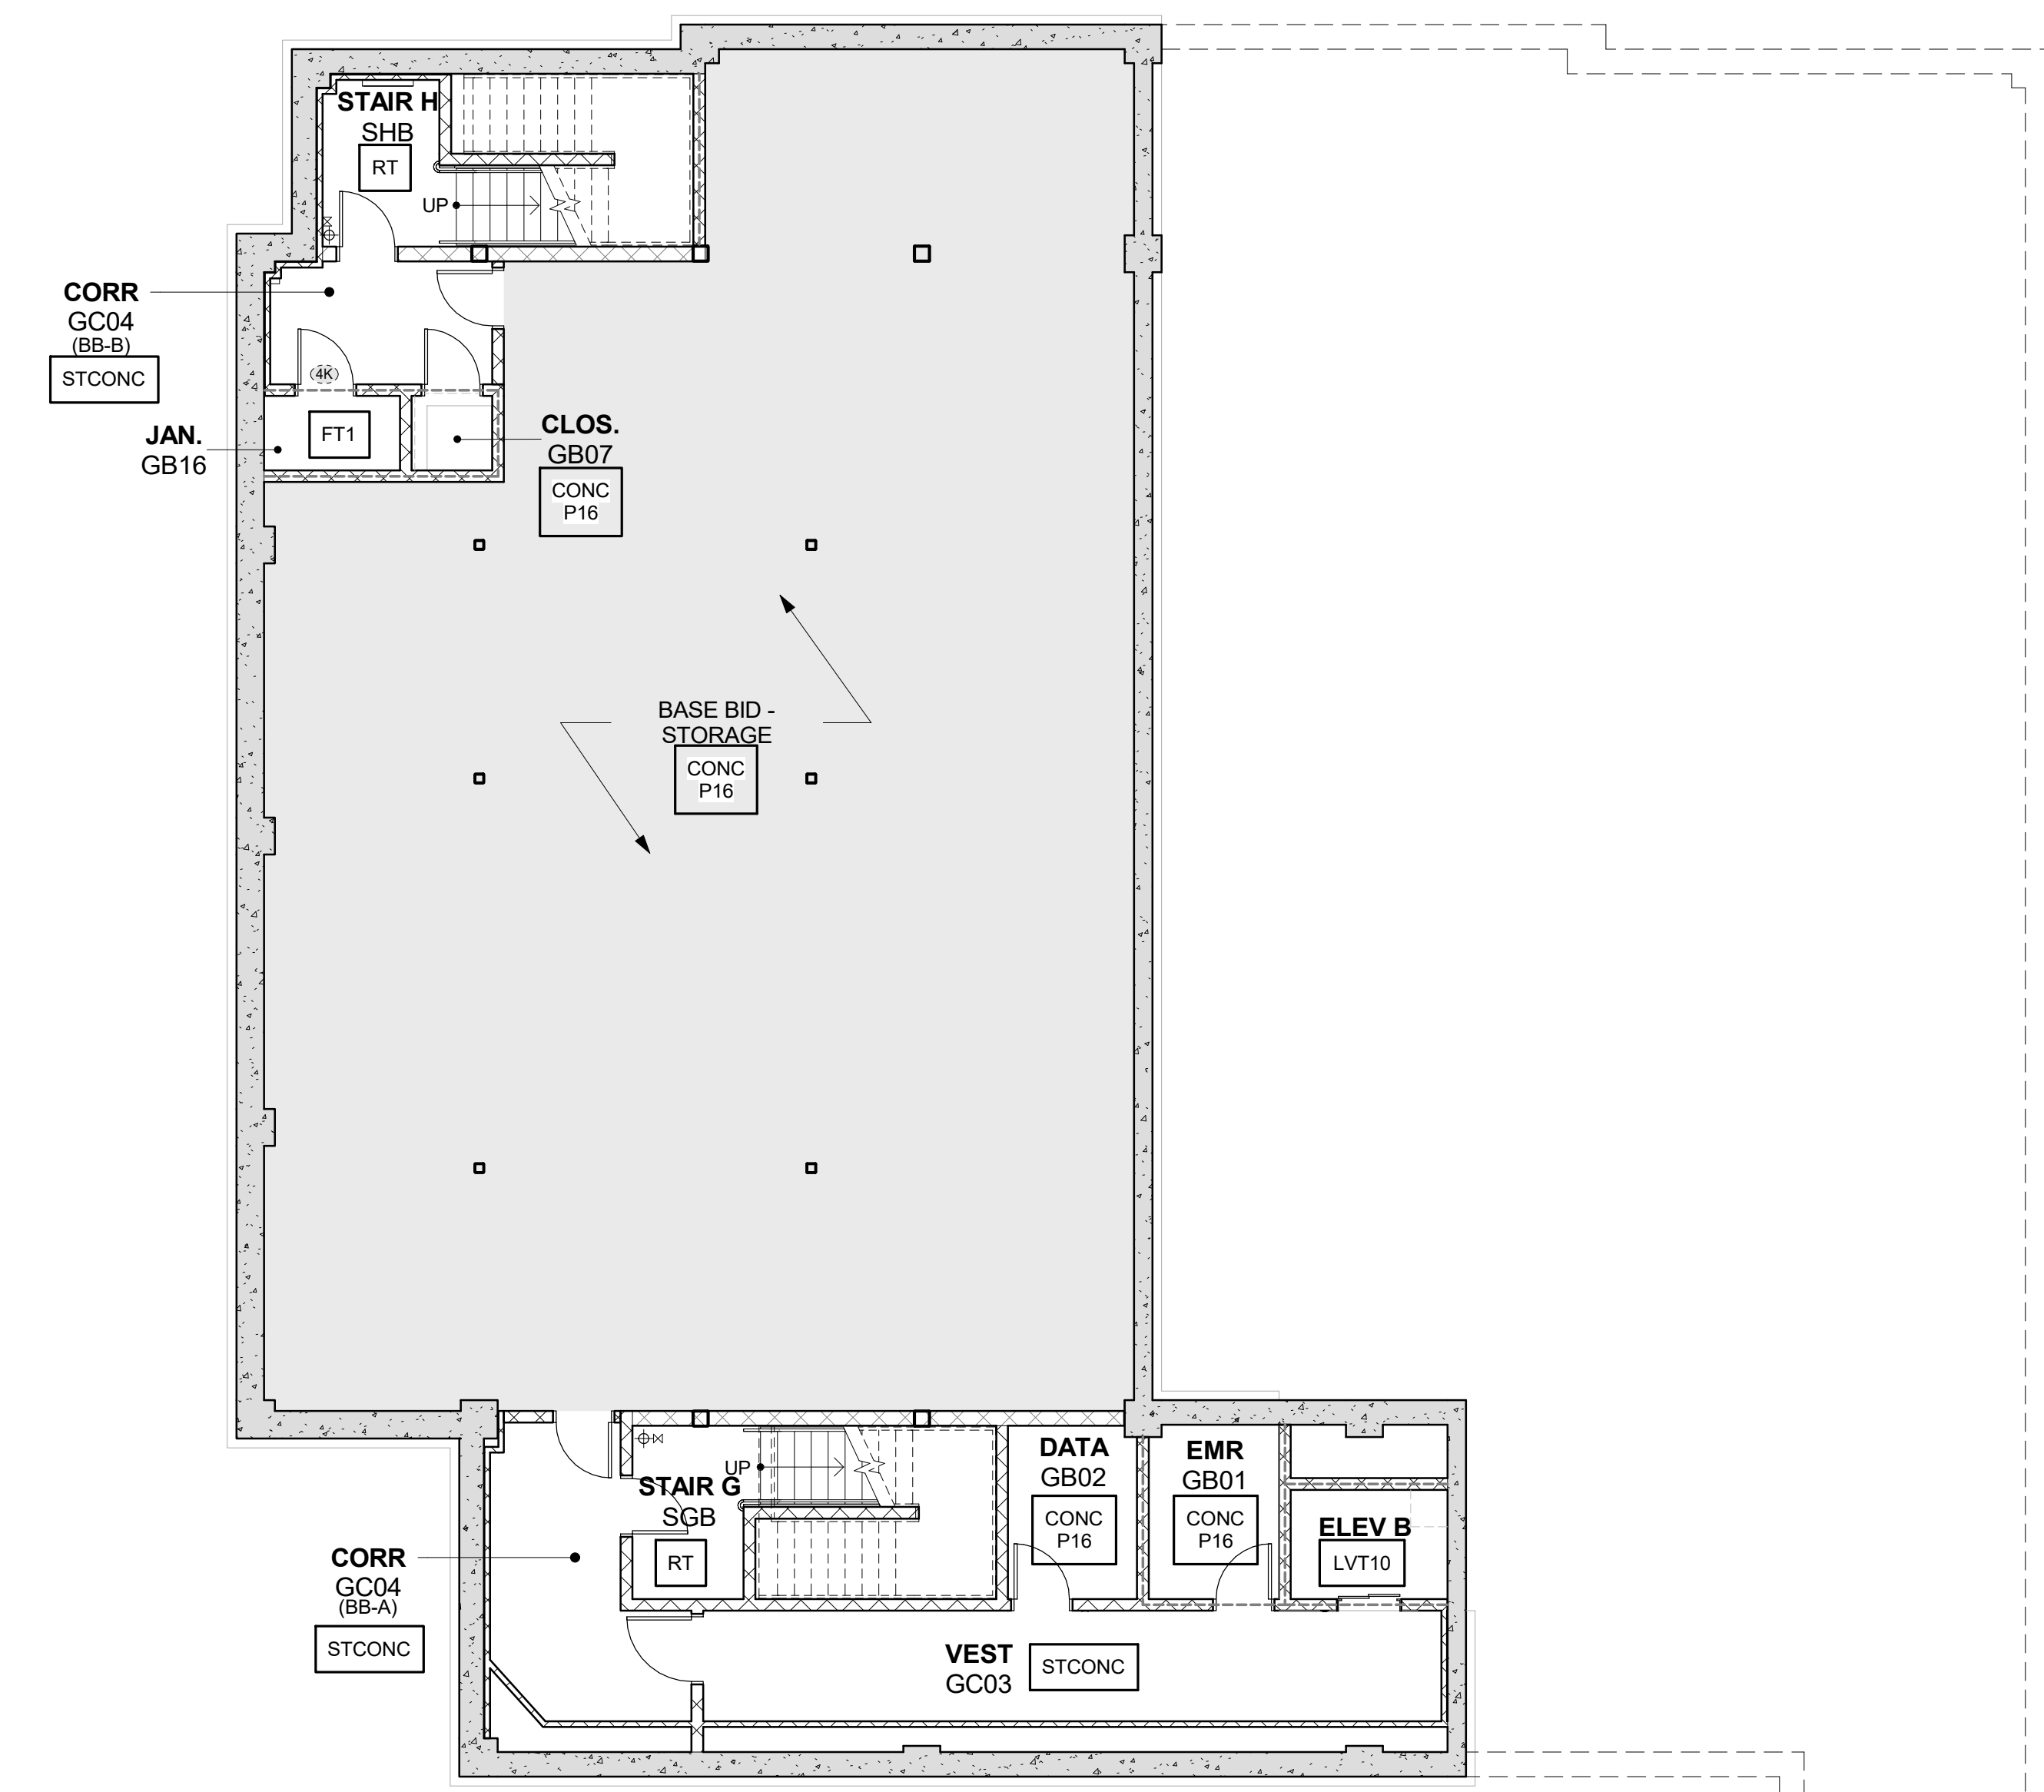 STAIR H
SHB
RT
UP
CORR
GC04
(BB-B)
STCONC
4K
JAN.
GB16
FT1
CLOS.
GB07
CONC
P16
BASE BID -
STORAGE
CONC
P16
STAIR G
SGB
RT
UP
DATA
GB02
CONC
P16
EMR
GB01
CONC
P16
ELEV B
LVT10
CORR
GC04
(BB-A)
STCONC
VEST
GC03
STCONC